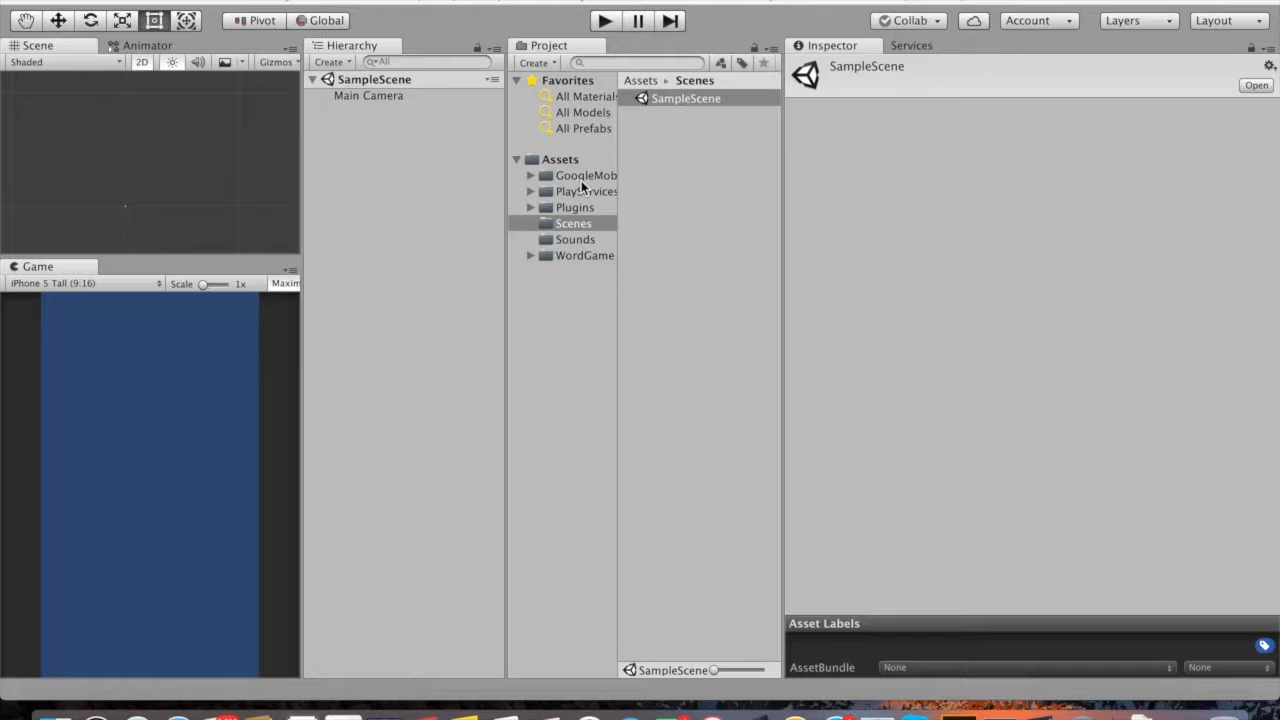 Pivot Global Collab Account Layers Layout
Scene Animator Hierarchy Project Inspector Services
Shaded 2D Gizmos Create All Create SampleScene
SampleScene Favorites Assets Scenes Open
Main Camera All Materials SampleScene
All Models
All Prefabs
Assets
GoogleMob
PlayServices
Plugins
Scenes
Sounds
WordGame
Game
iPhone 5 Tall (9:16) Scale 1x Maxim
Asset Labels
SampleScene AssetBundle None None